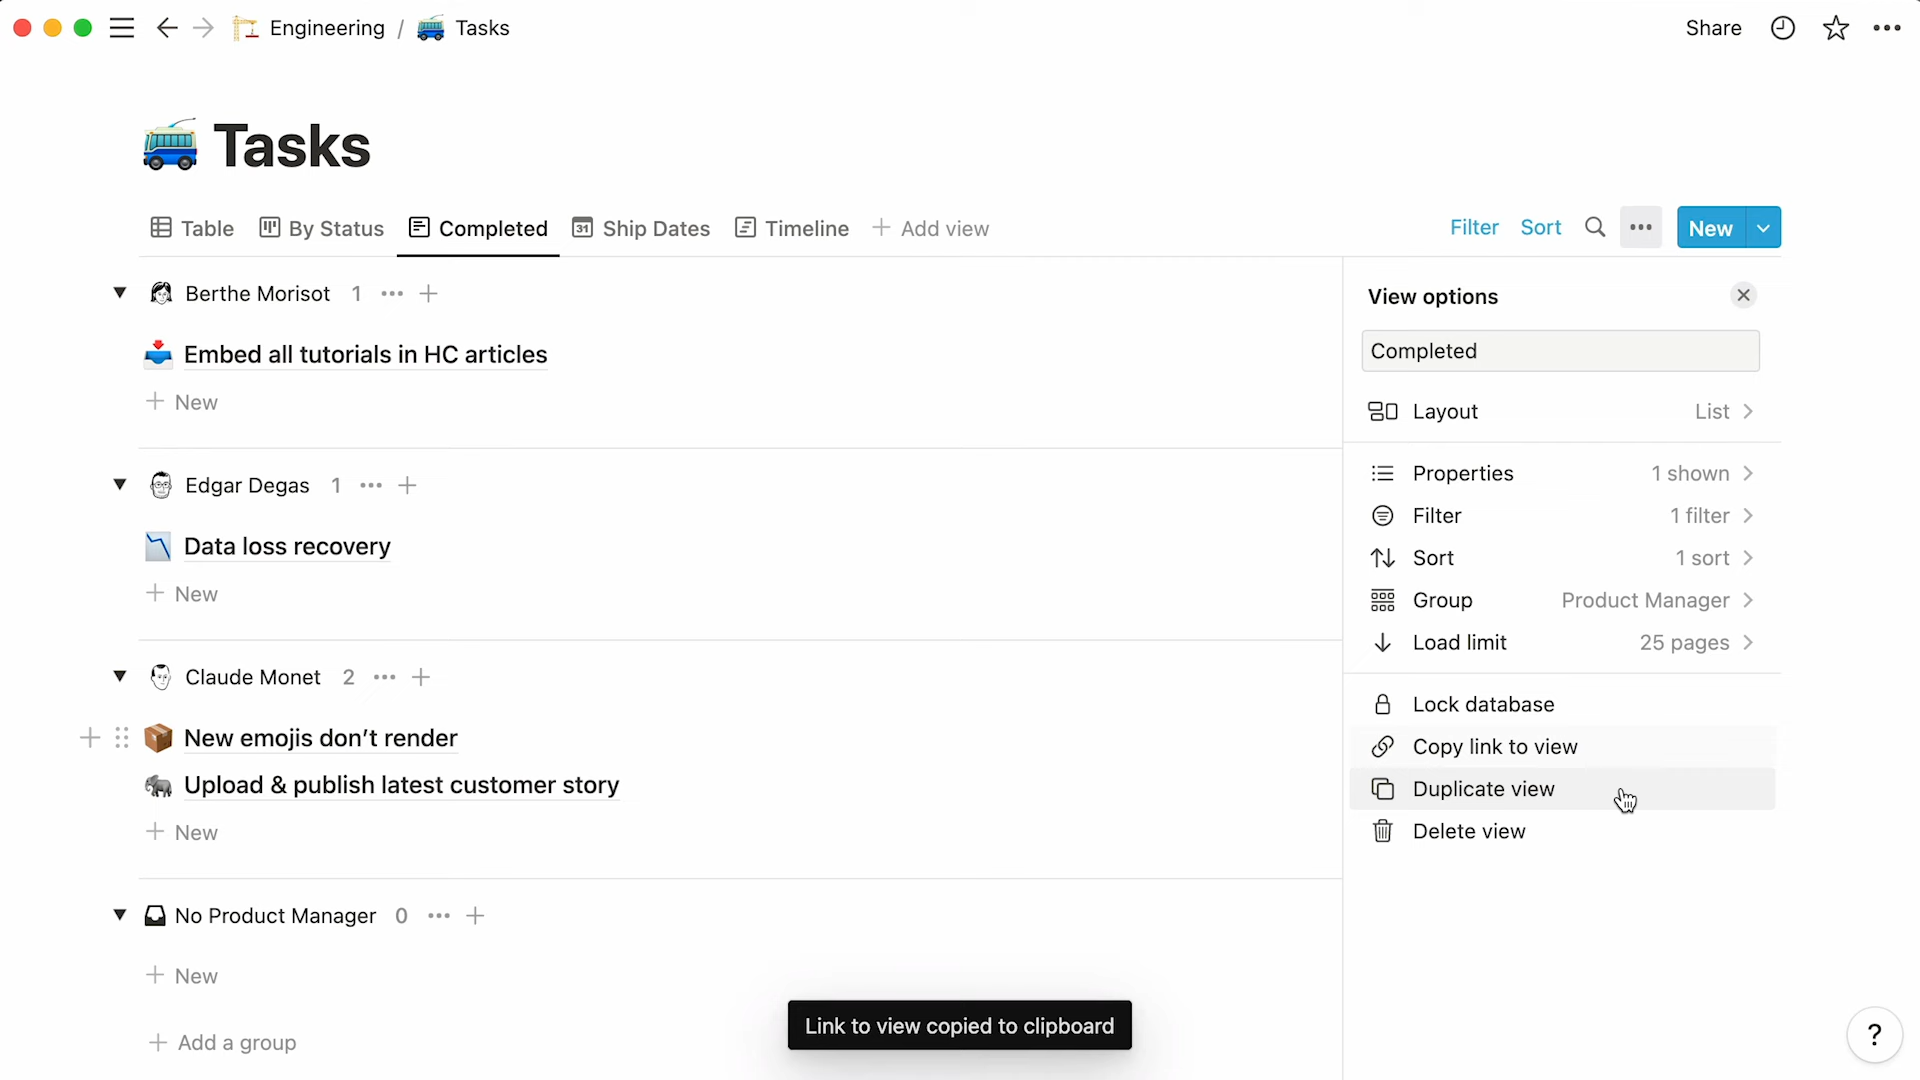 Engineering / Tasks
Share
Tasks
Table By Status Completed 31 Ship Dates Timeline + Add view
Filter Sort New
Berthe Morisot 1 ••• +
Embed all tutorials in HC articles
+ New
Edgar Degas 1 ••• +
Data loss recovery
+ New
Claude Monet 2 ••• +
New emojis don’t render
Upload & publish latest customer story
+ New
No Product Manager 0 ••• +
+ New
+ Add a group
View options
Completed
Layout List
Properties 1 shown
Filter 1 filter
Sort 1 sort
Group Product Manager
Load limit 25 pages
Lock database
Copy link to view
Duplicate view
Delete view
Link to view copied to clipboard
?